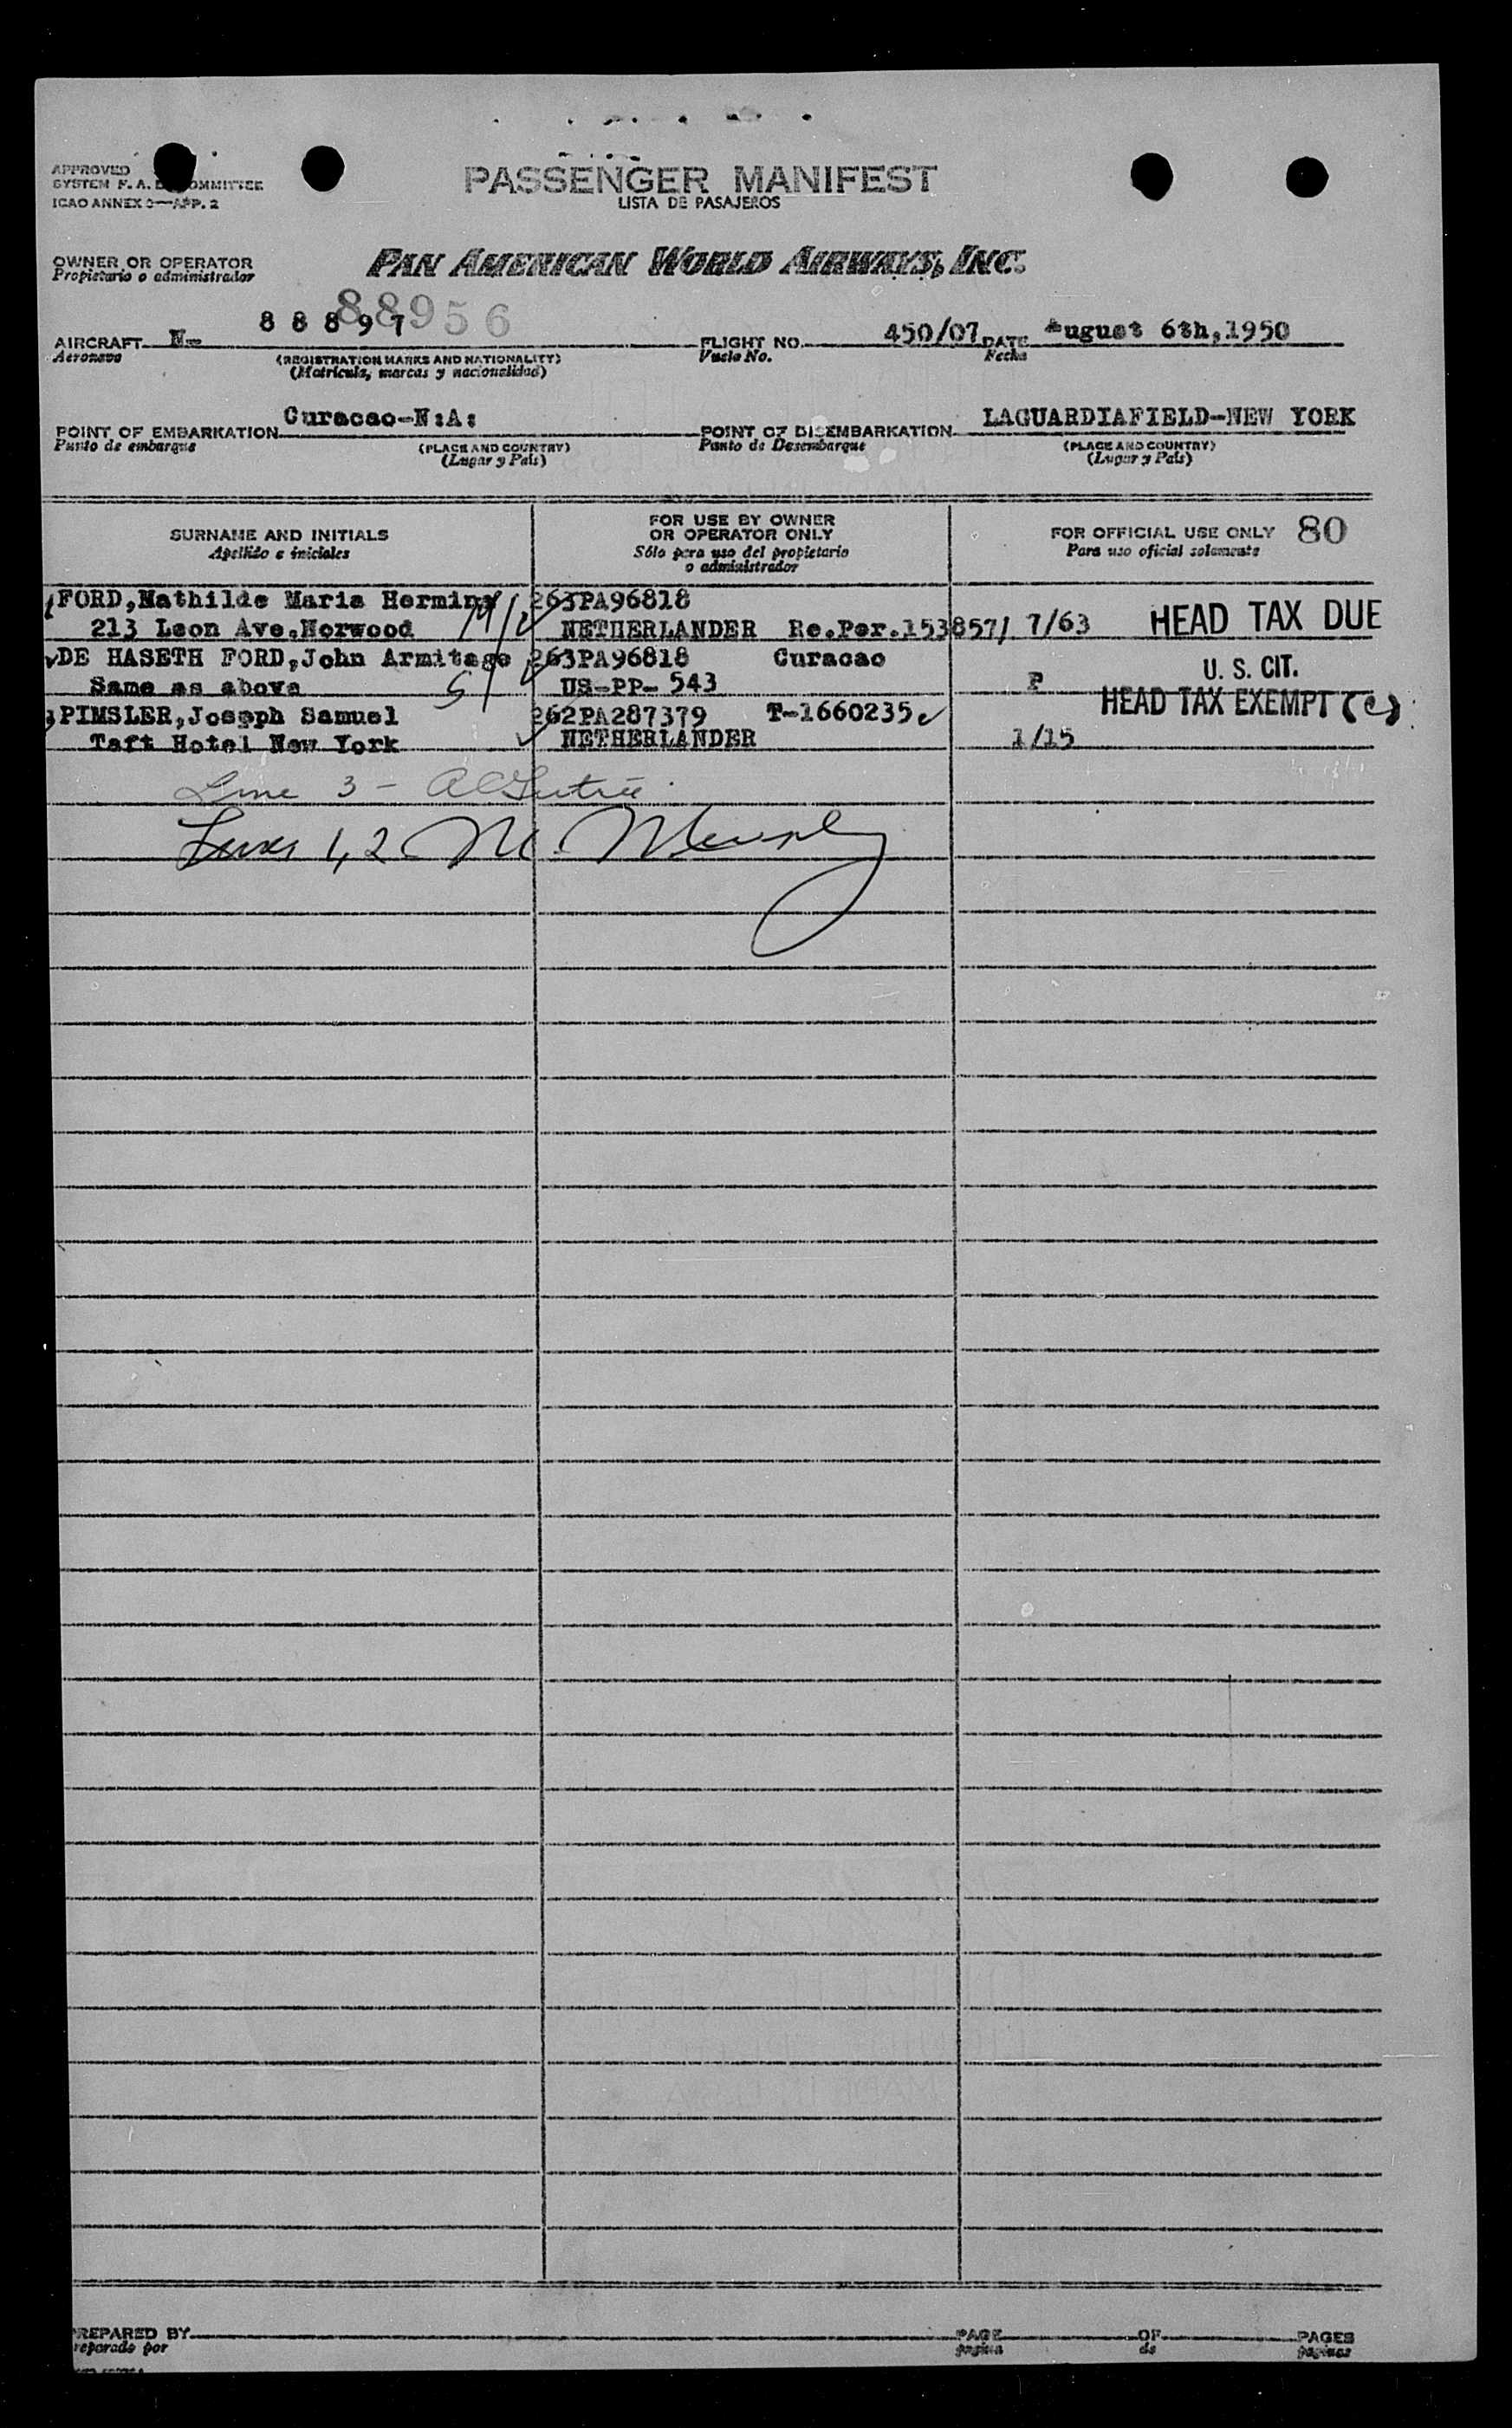 APPROVED
SYSTEM F. A. COMMITTEE
ICAO ANNEX 9—APP. 2
PASSENGER MANIFEST
LISTA DE PASAJEROS
OWNER OR OPERATOR
Propietario o administrador
PAN AMERICAN WORLD AIRWAYS, INC.
88956
AIRCRAFT N- 88897
Aeronave
(REGISTRATION MARKS AND NATIONALITY)
(Matricula, marcas y nacionalidad)
FLIGHT NO. 450/07 DATE August 6th,1950
Vuelo No. Fecha
POINT OF EMBARKATION Curacao-N:A:
Punto de embarque
(PLACE AND COUNTRY)
(Lugar y Pais)
POINT OF DISEMBARKATION LAGUARDIAFIELD-NEW YORK
Punto de Desembarque
(PLACE AND COUNTRY)
(Lugar y Pais)
SURNAME AND INITIALS
Apellido e iniciales
FOR USE BY OWNER
OR OPERATOR ONLY
Sólo para uso del propietario
o administrador
FOR OFFICIAL USE ONLY 80
Para uso oficial solamente
FORD,Mathilde Maria Hermina 263PA96818
213 Leon Ave.Norwood M/ NETHERLANDER Re.Per.153857/ 7/63 HEAD TAX DUE
DE HASETH FORD,John Armitage 263PA96818 Curacao U. S. CIT.
Same as above S/ US-PP- 543 P HEAD TAX EXEMPT (c)
3 PIMSLER,Joseph Samuel 262PA287379 T-1660235
Taft Hotel New York NETHERLANDER 1/15
Line 3 -
Lines 1,2 M. Murphy
PREPARED BY
reparado por
PAGE OF PAGES
página de páginas